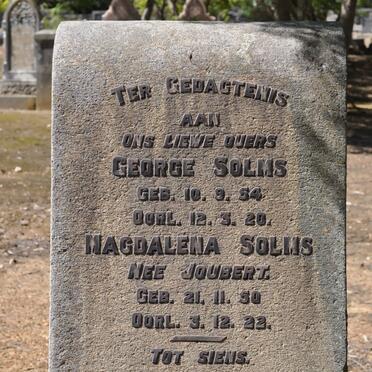 TER GEDACTENIS
AAN
ONS LIEWE OUERS
GEORGE SOLMS
GEB. 10. 9. 54
OORL. 12. 3. 20.
MAGDALENA SOLMS
NEE JOUBERT.
GEB. 21. 11. 50
OORL. 3. 12. 22.
TOT SIENS.